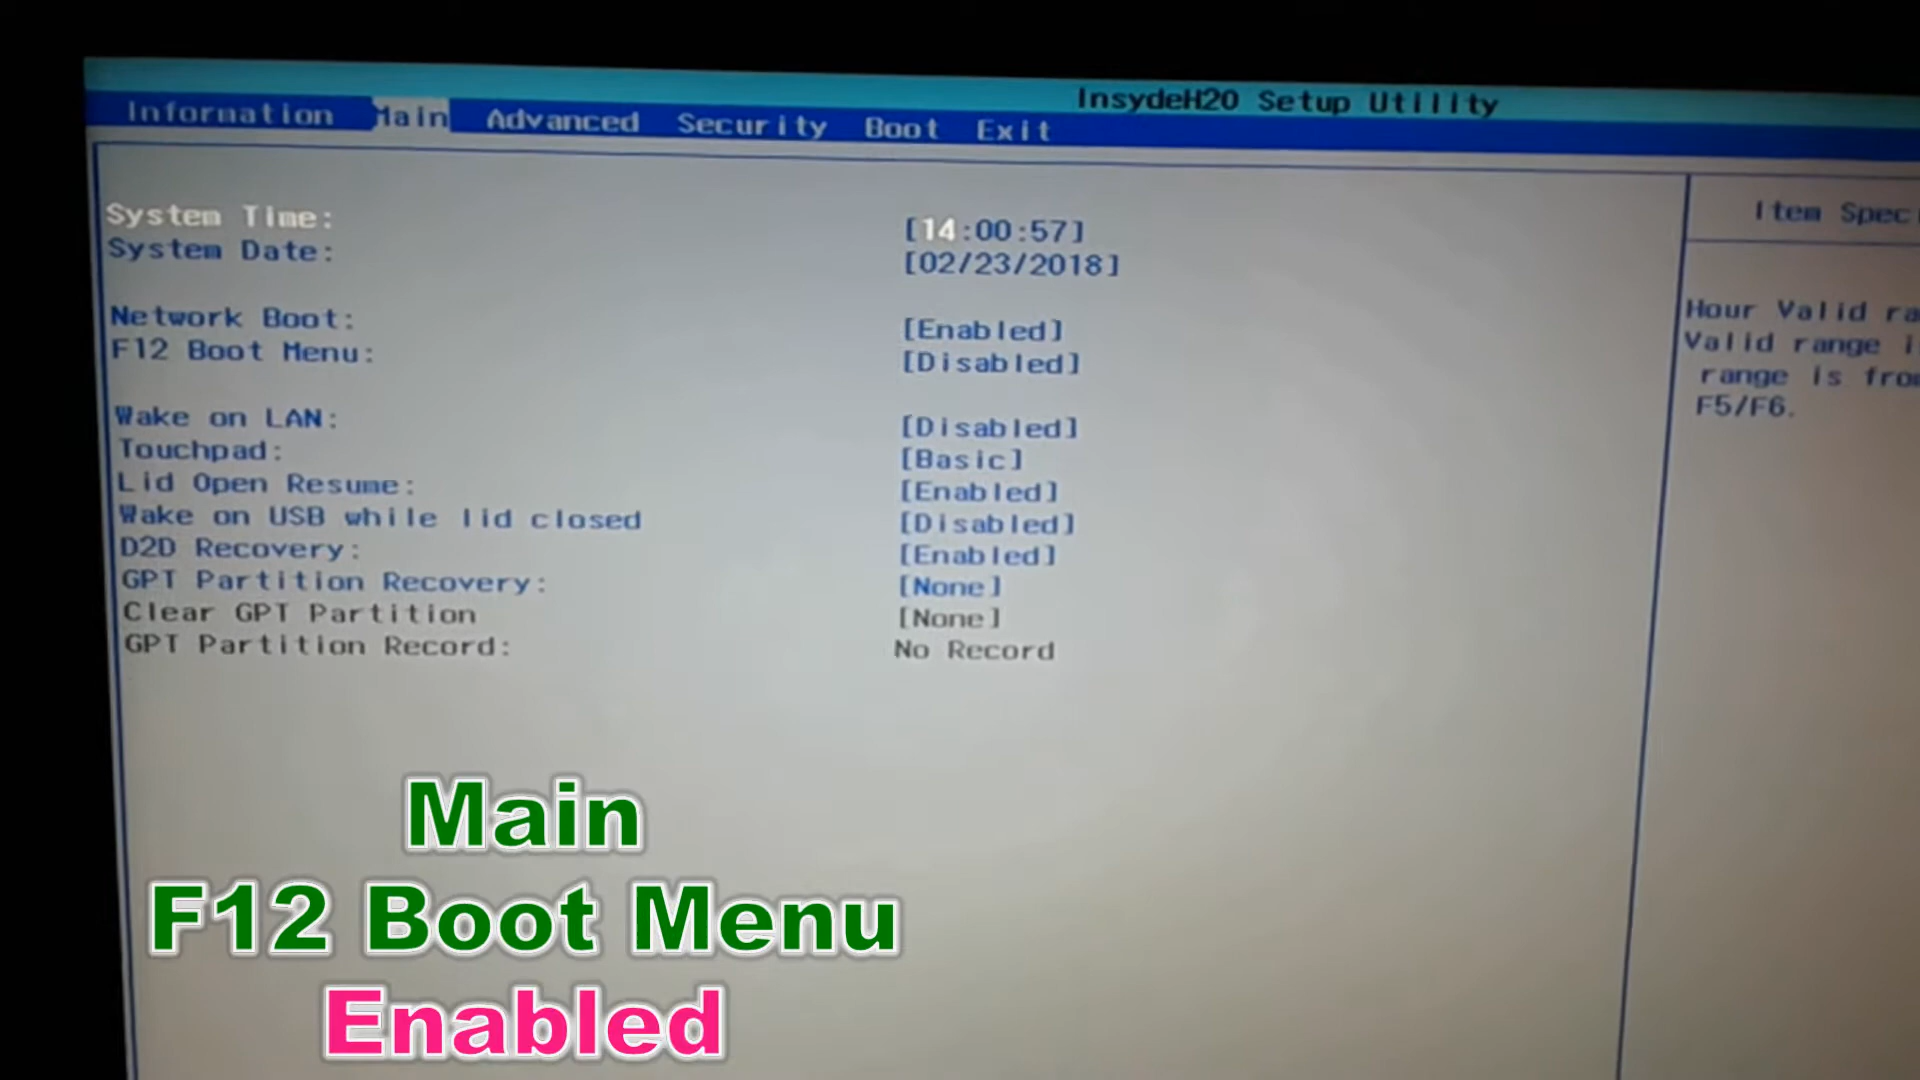 InsydeH20 Setup Utility
Information Main Advanced Security Boot Exit
System Time: [14:00:57]
System Date: [02/23/2018]
Network Boot: [Enabled]
F12 Boot Menu: [Disabled]
Wake on LAN: [Disabled]
Touchpad: [Basic]
Lid Open Resume: [Enabled]
Wake on USB while lid closed [Disabled]
D2D Recovery: [Enabled]
GPT Partition Recovery: [None]
Clear GPT Partition [None]
GPT Partition Record: No Record
Item Spec
Hour Valid ra
Valid range i
range is fro
F5/F6.
Main
F12 Boot Menu
Enabled